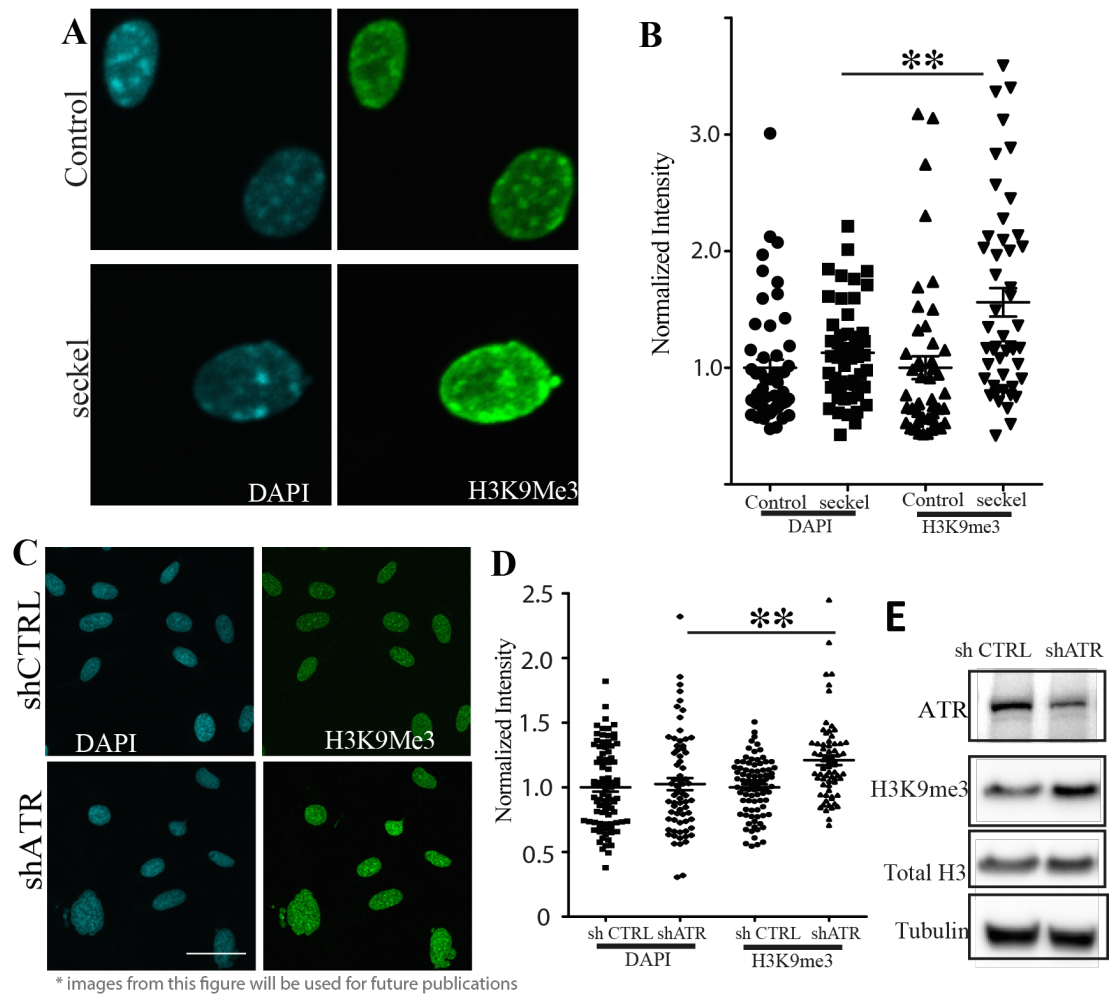 A
Control
seckel
DAPI
H3K9Me3
B
**
Normalized Intensity
3.0
2.0
1.0
Control seckel Control seckel
DAPI H3K9me3
C
shCTRL
DAPI
H3K9Me3
shATR
* images from this figure will be used for future publications
D
**
Normalized Intensity
2.5
2.0
1.5
1.0
0.5
0
sh CTRL shATR sh CTRL shATR
DAPI H3K9me3
E
sh CTRL shATR
ATR
H3K9me3
Total H3
Tubulin